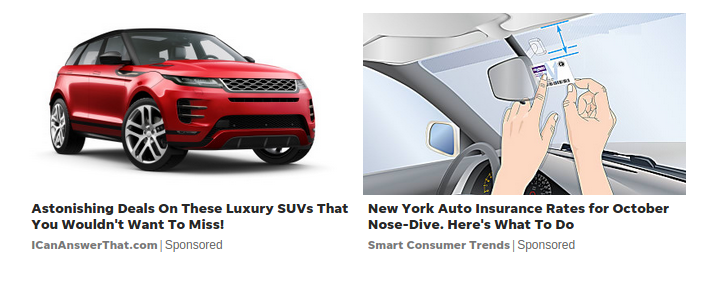 Astonishing Deals On These Luxury SUVs That
You Wouldn't Want To Miss!
ICanAnswerThat.com | Sponsored
New York Auto Insurance Rates for October
Nose-Dive. Here's What To Do
Smart Consumer Trends | Sponsored